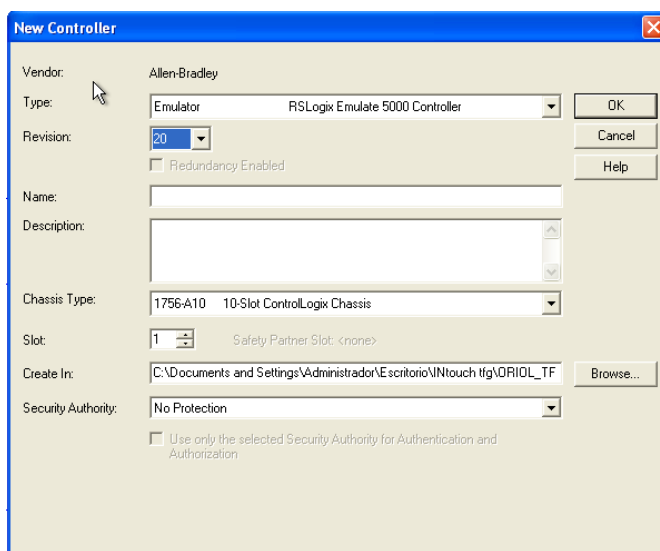 New Controller
Vendor: Allen-Bradley
Type: Emulator RSLogix Emulate 5000 Controller OK
Revision: 20 Cancel
Redundancy Enabled Help
Name:
Description:
Chassis Type: 1756-A10 10-Slot ControlLogix Chassis
Slot: 1 Safety Partner Slot: <none>
Create In: C:\Documents and Settings\Administrador\Escritorio\INtouch tfg\ORIOL_TF Browse...
Security Authority: No Protection
Use only the selected Security Authority for Authentication and
Authorization